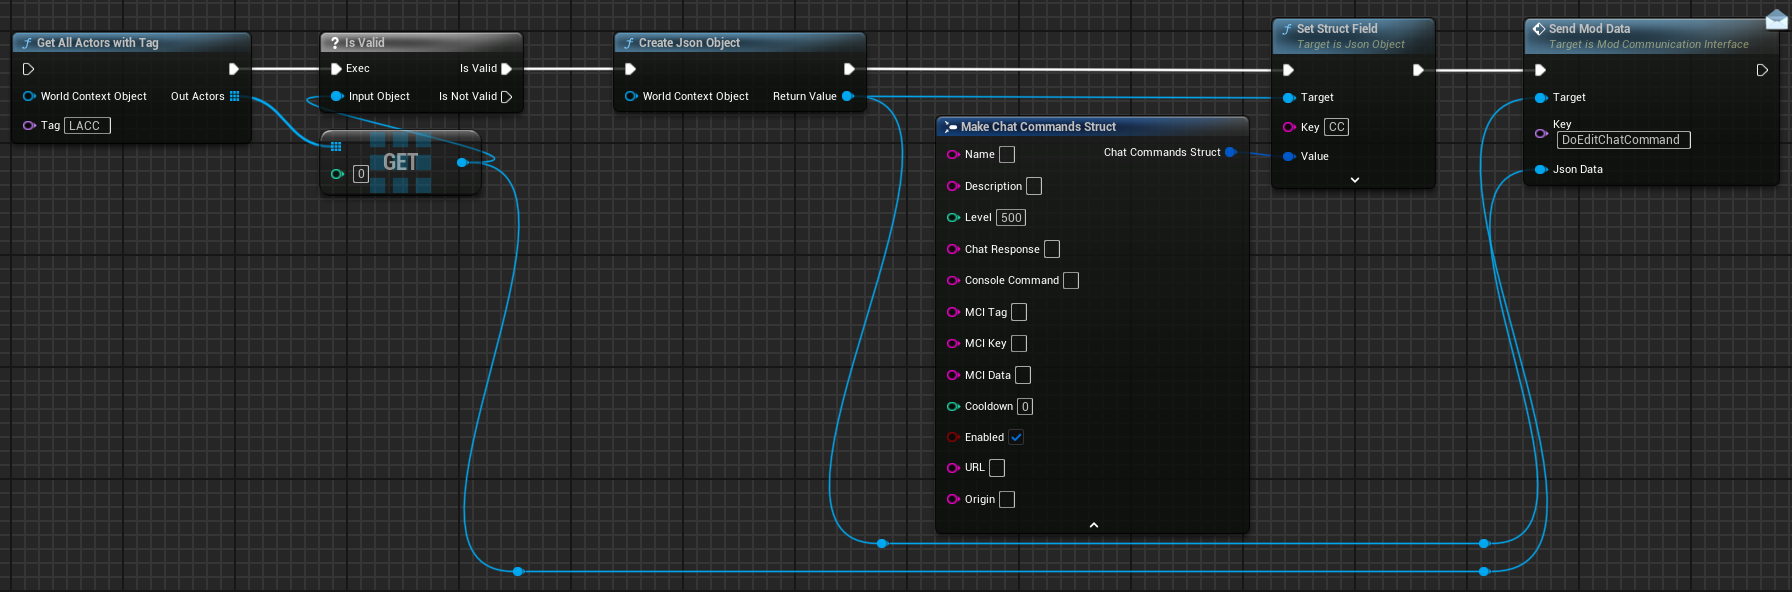 Get All Actors with Tag
World Context Object
Out Actors
Tag LACC
? Is Valid
Exec
Is Valid
Input Object
Is Not Valid
GET
0
Create Json Object
World Context Object
Return Value
Make Chat Commands Struct
Name
Chat Commands Struct
Description
Level 500
Chat Response
Console Command
MCI Tag
MCI Key
MCI Data
Cooldown 0
Enabled
URL
Origin
Set Struct Field
Target is Json Object
Target
Key CC
Value
Send Mod Data
Target is Mod Communication Interface
Target
Key
DoEditChatCommand
Json Data